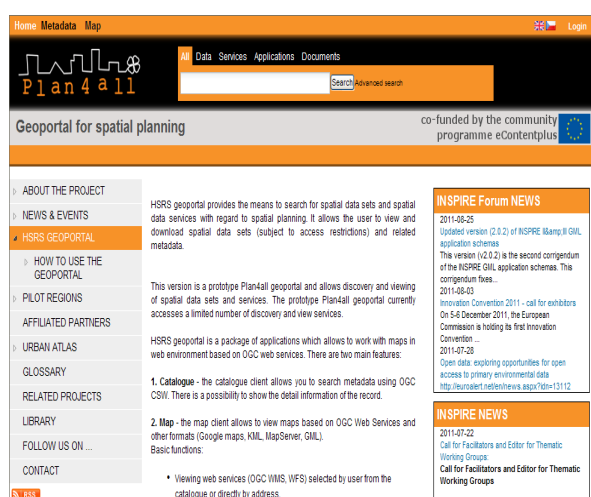 Home Metadata Map
Login
All Data Services Applications Documents
Search Advanced search
Plan4all
Geoportal for spatial planning
co-funded by the community
programme eContentplus
ABOUT THE PROJECT
NEWS & EVENTS
HSRS GEOPORTAL
HOW TO USE THE
GEOPORTAL
PILOT REGIONS
AFFILIATED PARTNERS
URBAN ATLAS
GLOSSARY
RELATED PROJECTS
LIBRARY
FOLLOW US ON ...
CONTACT
RSS
HSRS geoportal provides the means to search for spatial data sets and spatial
data services with regard to spatial planning. It allows the user to view and
download spatial data sets (subject to access restrictions) and related
metadata.
This version is a prototype Plan4all geoportal and allows discovery and viewing
of spatial data sets and services. The prototype Plan4all geoportal currently
accesses a limited number of discovery and view services.
HSRS geoportal is a package of applications which allows to work with maps in
web environment based on OGC web services. There are two main features:
1. Catalogue - the catalogue client allows you to search metadata using OGC
CSW. There is a possibility to show the detail information of the record.
2. Map - the map client allows to view maps based on OGC Web Services and
other formats (Google maps, KML, MapServer, GML).
Basic functions:
• Viewing web services (OGC WMS, WFS) selected by user from the
catalogue or directly by address.
INSPIRE Forum NEWS
2011-08-25
Updated version (2.0.2) of INSPIRE II&amp;III GML
application schemas
This version (v2.0.2) is the second corrigendum
of the INSPIRE GML application schemas. This
corrigendum fixes...
2011-08-03
Innovation Convention 2011 - call for exhibitors
On 5-6 December 2011, the European
Commission is holding its first Innovation
Convention ...
2011-07-28
Open data: exploring opportunities for open
access to primary environmental data
http://euroalert.net/en/news.aspx?idn=13112
INSPIRE NEWS
2011-07-22
Call for Facilitators and Editor for Thematic
Working Groups:
Call for Facilitators and Editor for Thematic
Working Groups